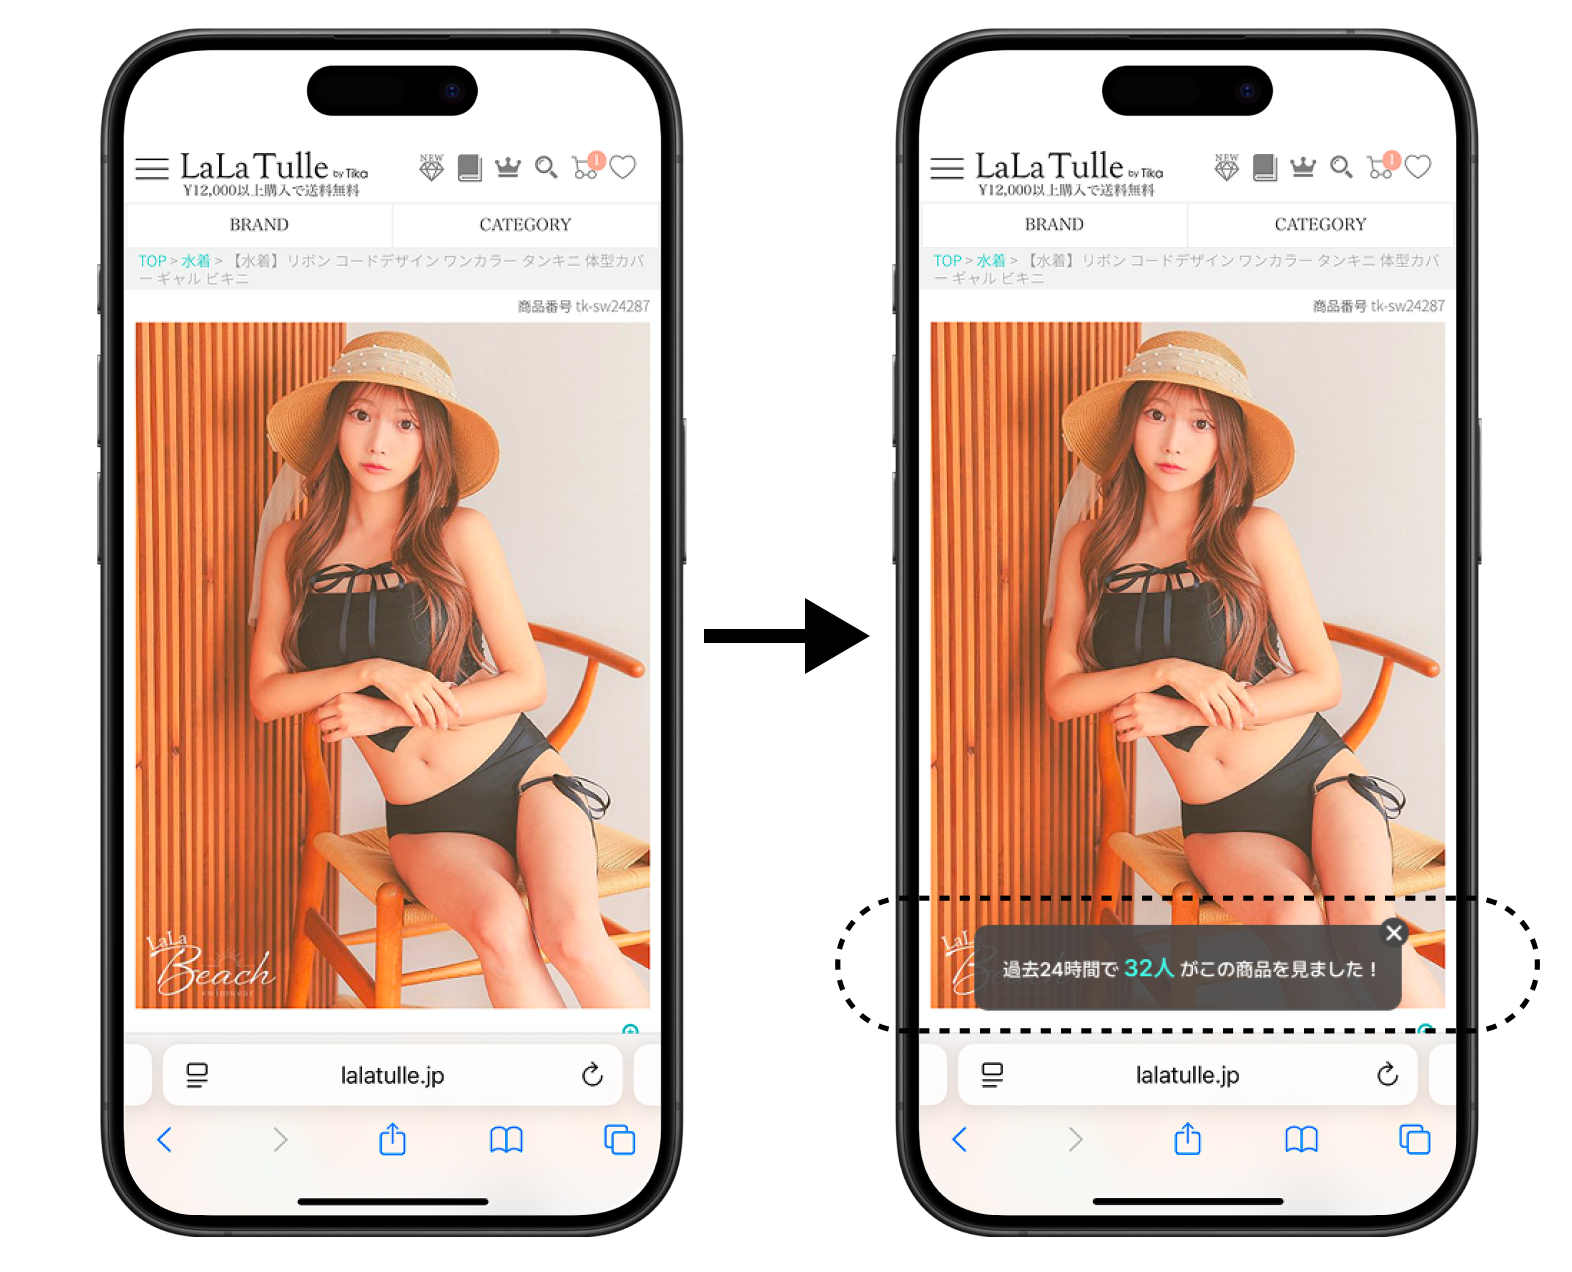 LaLa Tulle by Tika
¥12,000以上購入で送料無料
NEW
1
BRAND
CATEGORY
TOP > 水着 > 【水着】リボン コードデザイン ワンカラー タンキニ 体型カバ
ー ギャル ビキニ
商品番号 tk-sw24287
LaLa
Beach
swimwear
lalatulle.jp
LaLa Tulle by Tika
¥12,000以上購入で送料無料
NEW
1
BRAND
CATEGORY
TOP > 水着 > 【水着】リボン コードデザイン ワンカラー タンキニ 体型カバ
ー ギャル ビキニ
商品番号 tk-sw24287
LaLa
Beach
過去24時間で 32人 がこの商品を見ました！
lalatulle.jp